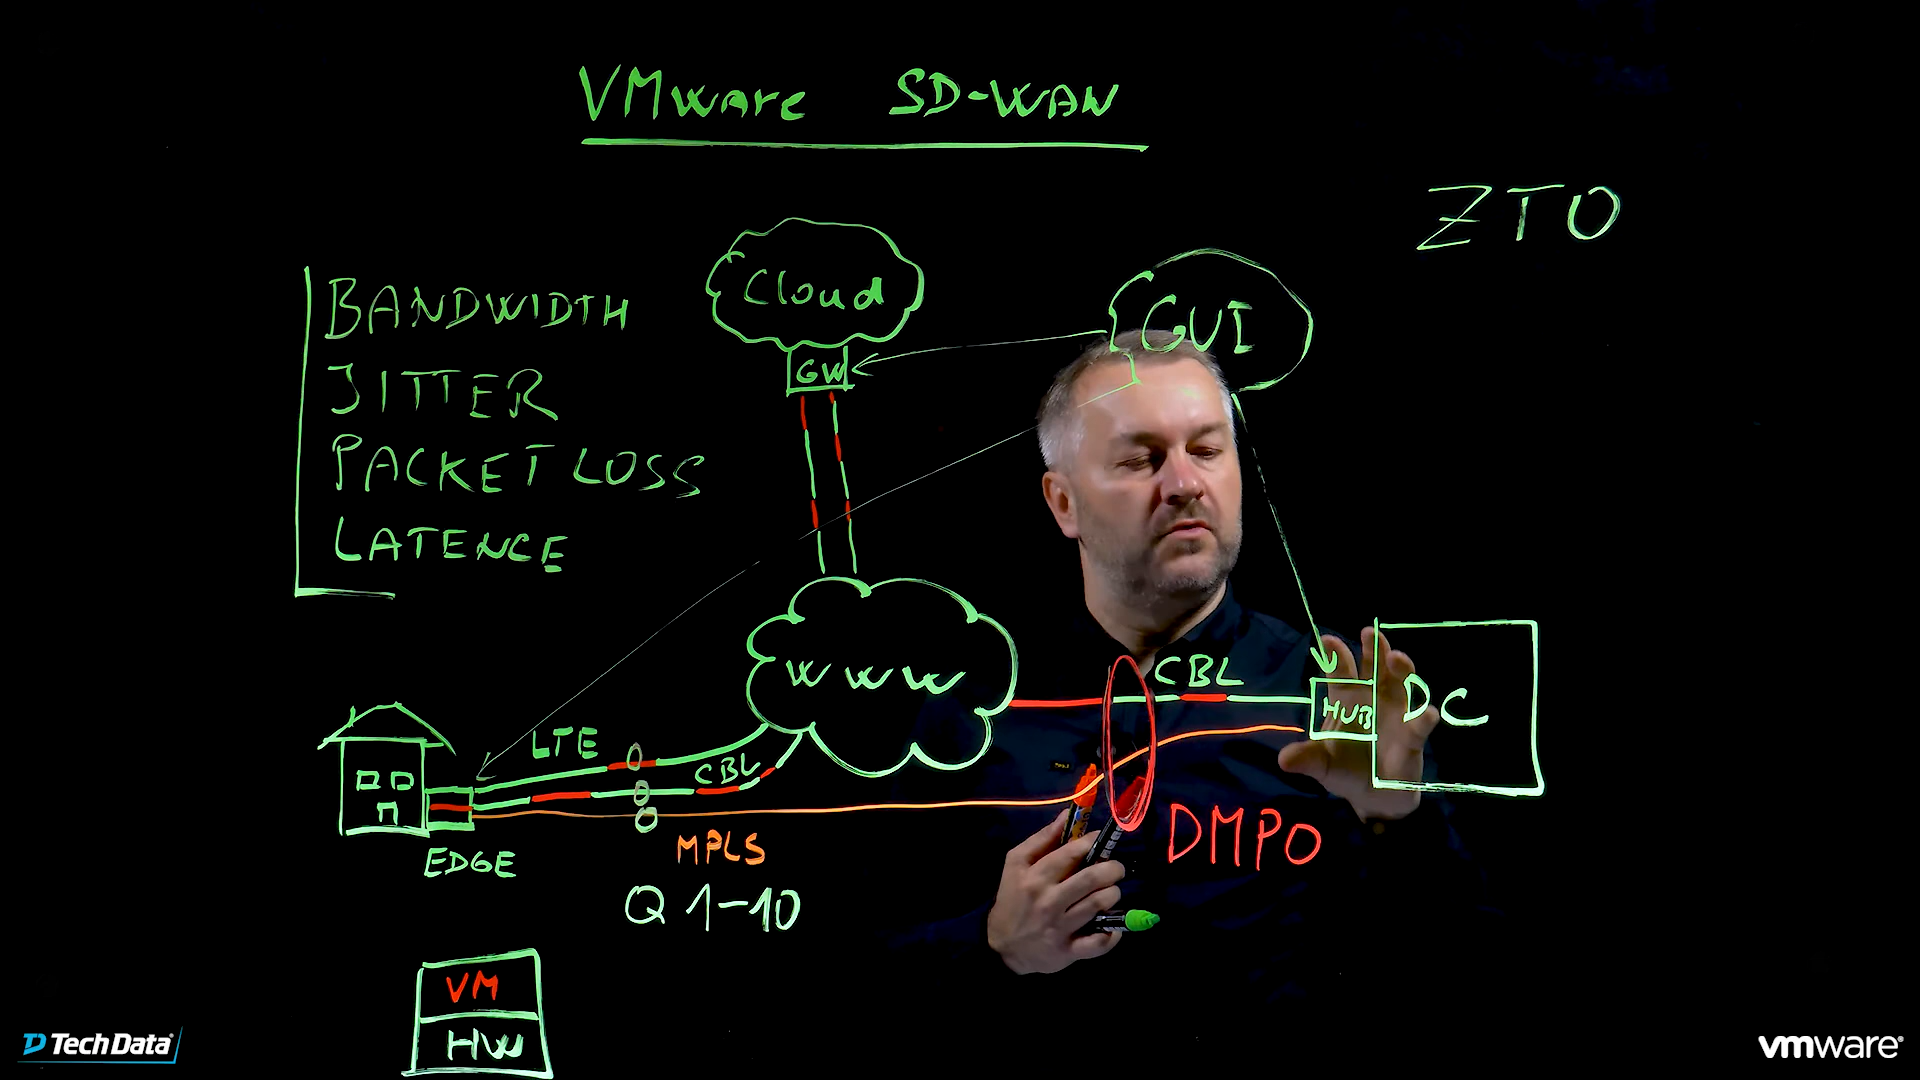 VMware SD-WAN
ZTO
BANDWIDTH
JITTER
PACKET LOSS
LATENCE
Cloud
GW
GUI
WWW
LTE
CBL
CBL
HUB
DC
EDGE
MPLS
Q 1-10
DMPO
VM
HW
TD Tech Data
vmware